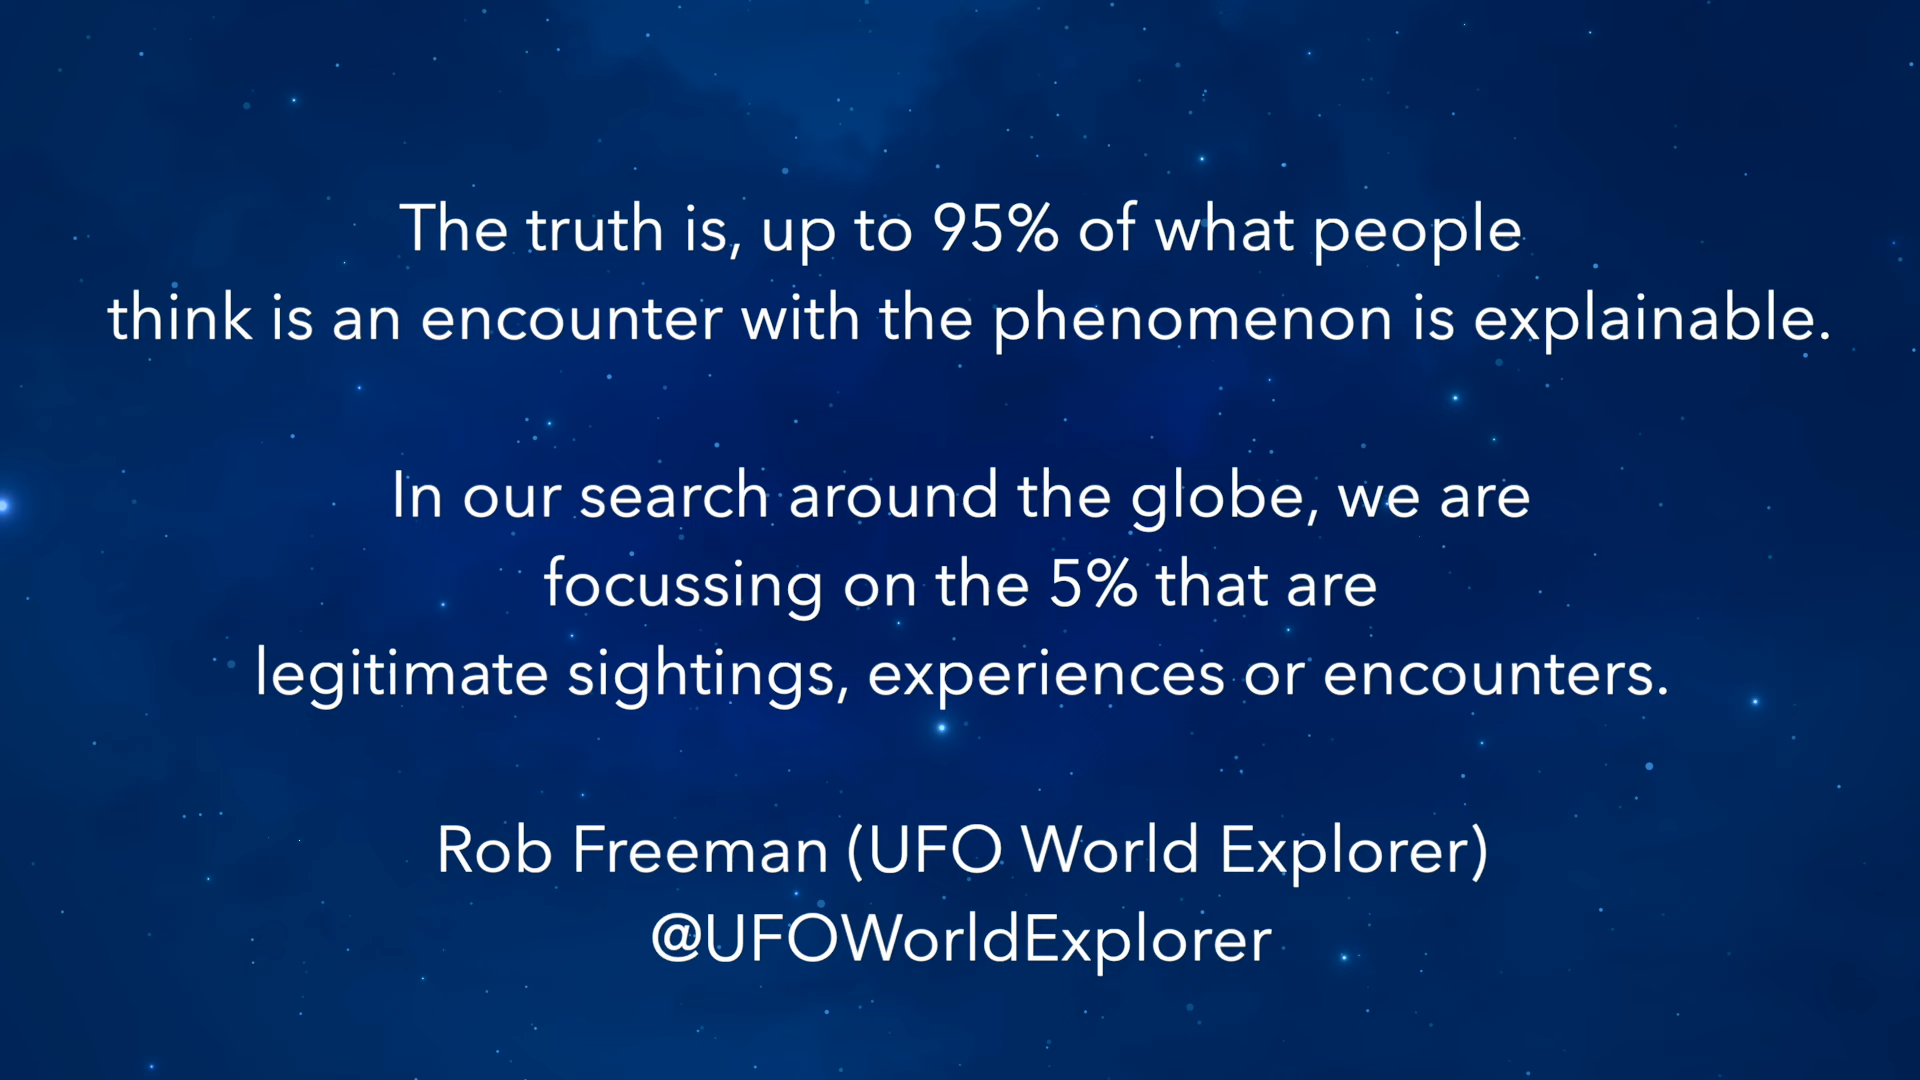 The truth is, up to 95% of what people
think is an encounter with the phenomenon is explainable.
In our search around the globe, we are
focussing on the 5% that are
legitimate sightings, experiences or encounters.
Rob Freeman (UFO World Explorer)
@UFOWorldExplorer